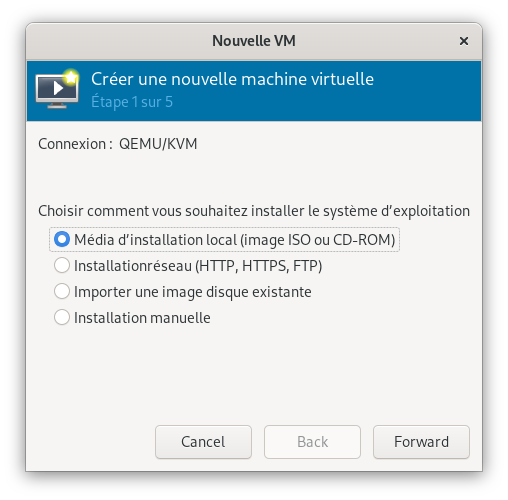 Nouvelle VM
Créer une nouvelle machine virtuelle
Étape 1 sur 5
Connexion : QEMU/KVM
Choisir comment vous souhaitez installer le système d’exploitation
Média d’installation local (image ISO ou CD-ROM)
Installationréseau (HTTP, HTTPS, FTP)
Importer une image disque existante
Installation manuelle
Cancel Back Forward